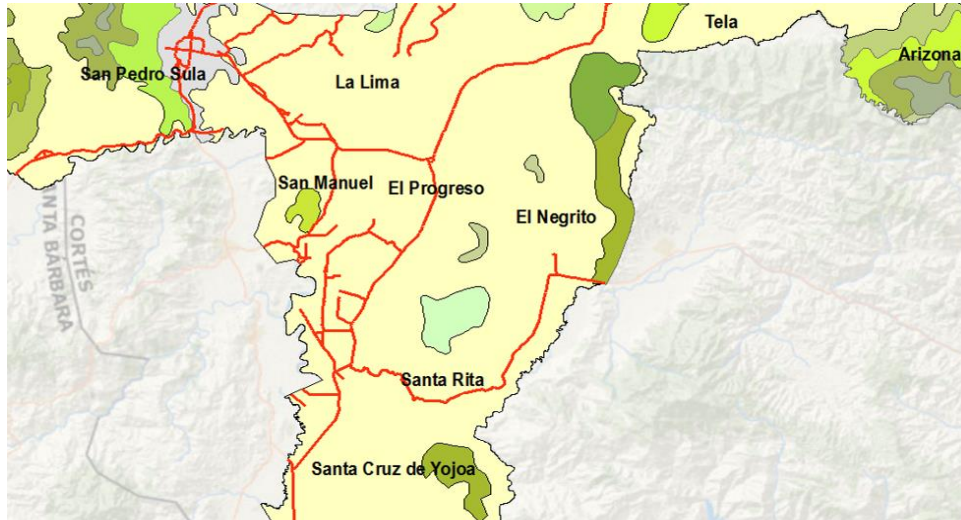 Tela
Arizona
San Pedro Sula
La Lima
San Manuel
El Progreso
El Negrito
CORTÉS
NTA BÁRBARA
Santa Rita
Santa Cruz de Yojoa